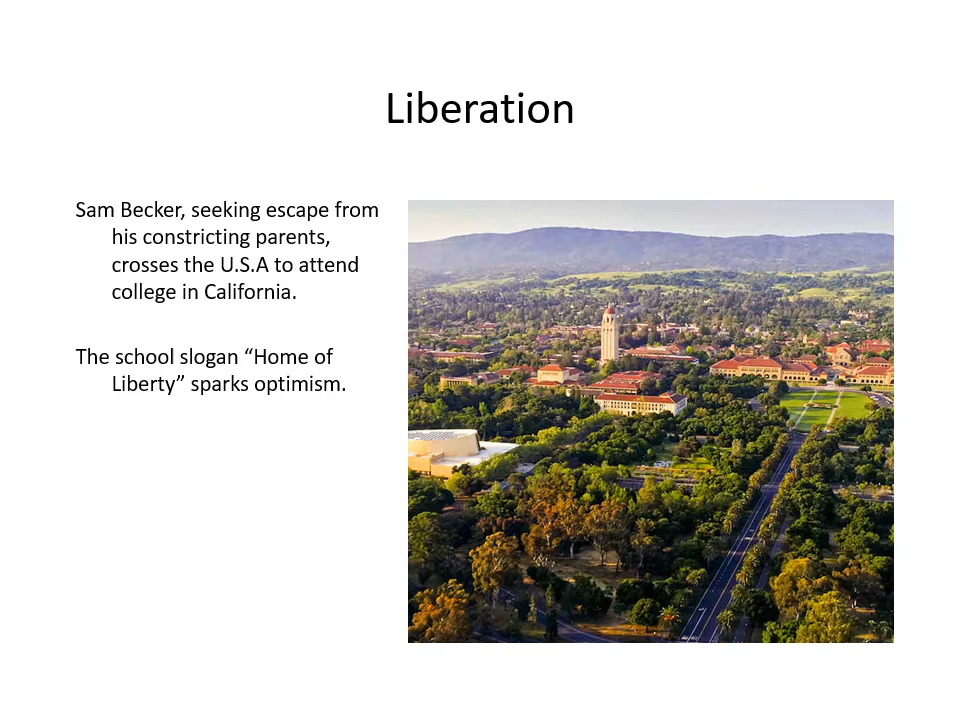 Liberation
Sam Becker, seeking escape from
his constricting parents,
crosses the U.S.A to attend
college in California.
The school slogan “Home of
Liberty” sparks optimism.